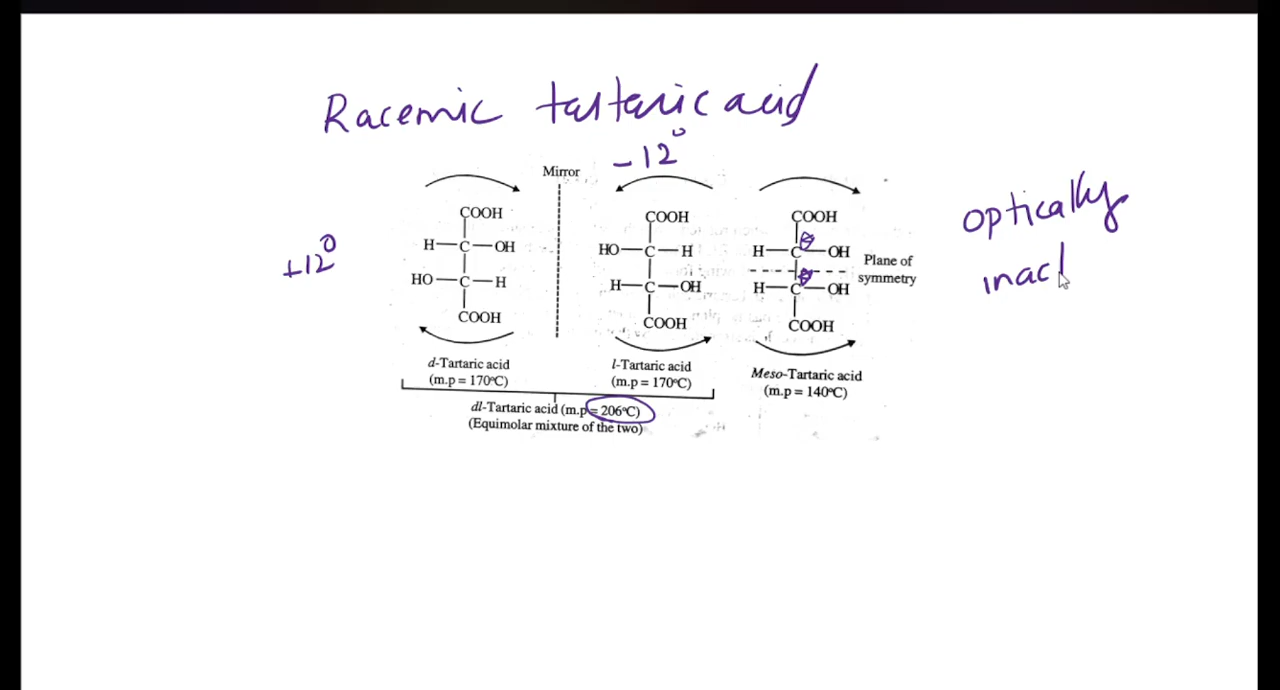 Racemic tartaric acid
-12°
Mirror
+12°
COOH
H—C—OH
HO—C—H
COOH
d-Tartaric acid
(m.p = 170°C)
COOH
HO—C—H
H—C—OH
COOH
l-Tartaric acid
(m.p = 170°C)
dl-Tartaric acid (m.p = 206°C)
(Equimolar mixture of the two)
COOH
H—C—OH
H—C—OH
COOH
Plane of
symmetry
Meso-Tartaric acid
(m.p = 140°C)
optically
inact